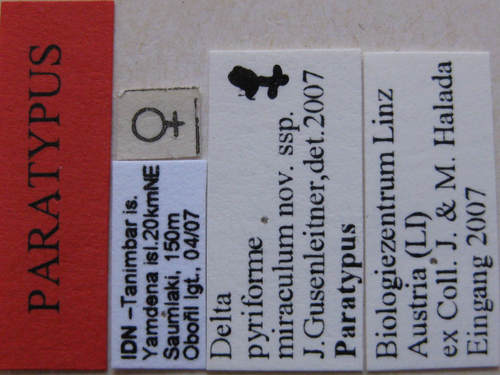 PARATYPUS
♀
IDN -Tanimbar is.
Yamdena isl.20kmNE
Saumlaki, 150m
Obořil lgt. 04/07
♀
Delta
pyriforme
miraculum nov. ssp.
J.Gusenleitner,det.2007
Paratypus
Biologiezentrum Linz
Austria (LI)
ex Coll. J. & M. Halada
Eingang 2007